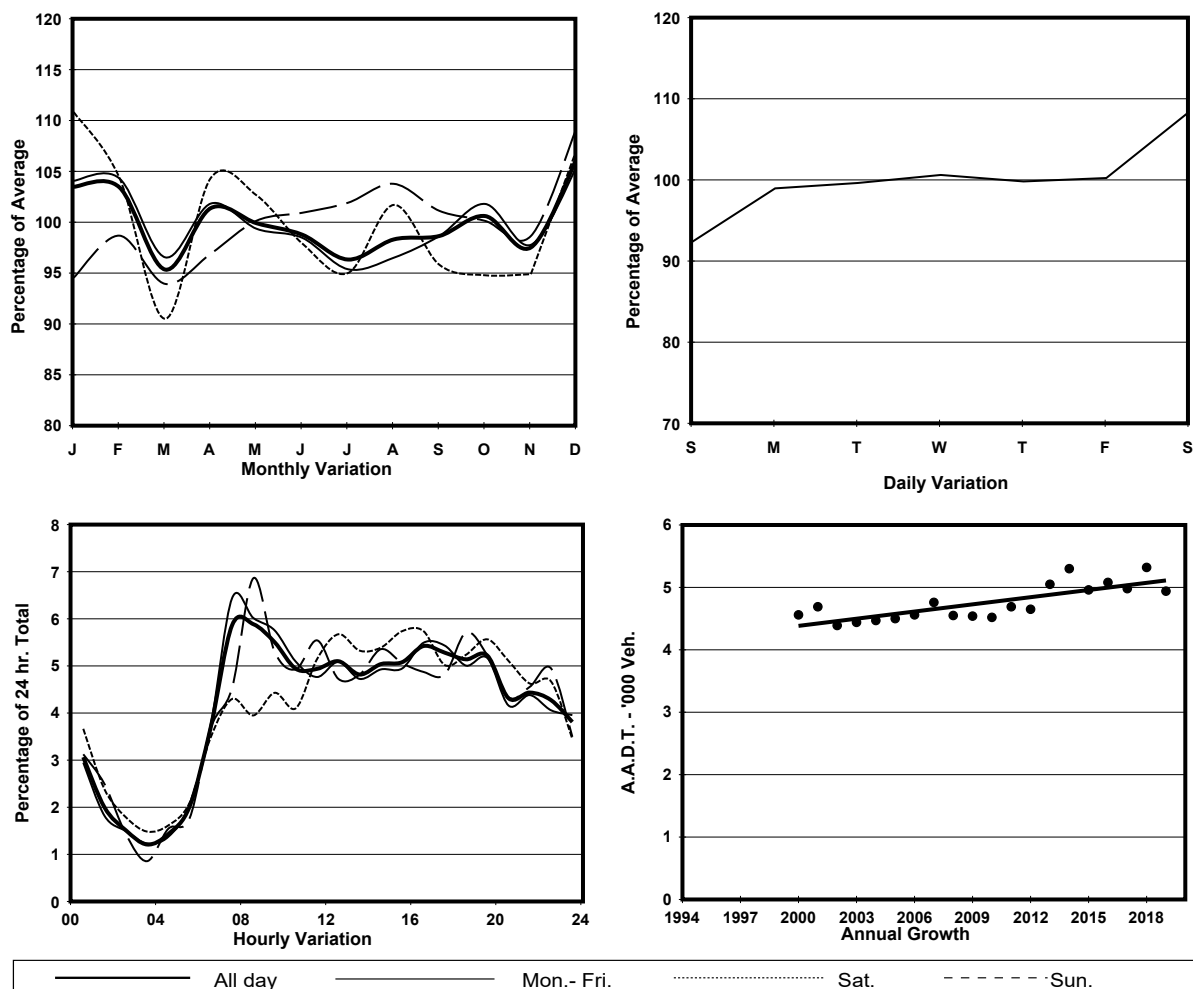 120
115
110
105
100
95
90
85
80
Percentage of Average
J F M A M J J A S O N D
Monthly Variation
120
110
100
90
80
70
Percentage of Average
S M T W T F S
Daily Variation
8
7
6
5
4
3
2
1
0
Percentage of 24 hr. Total
00 04 08 12 16 20 24
Hourly Variation
6
5
4
3
2
1
0
A.A.D.T. - '000 Veh.
1994 1997 2000 2003 2006 2009 2012 2015 2018
Annual Growth
All day Mon.- Fri. Sat. Sun.